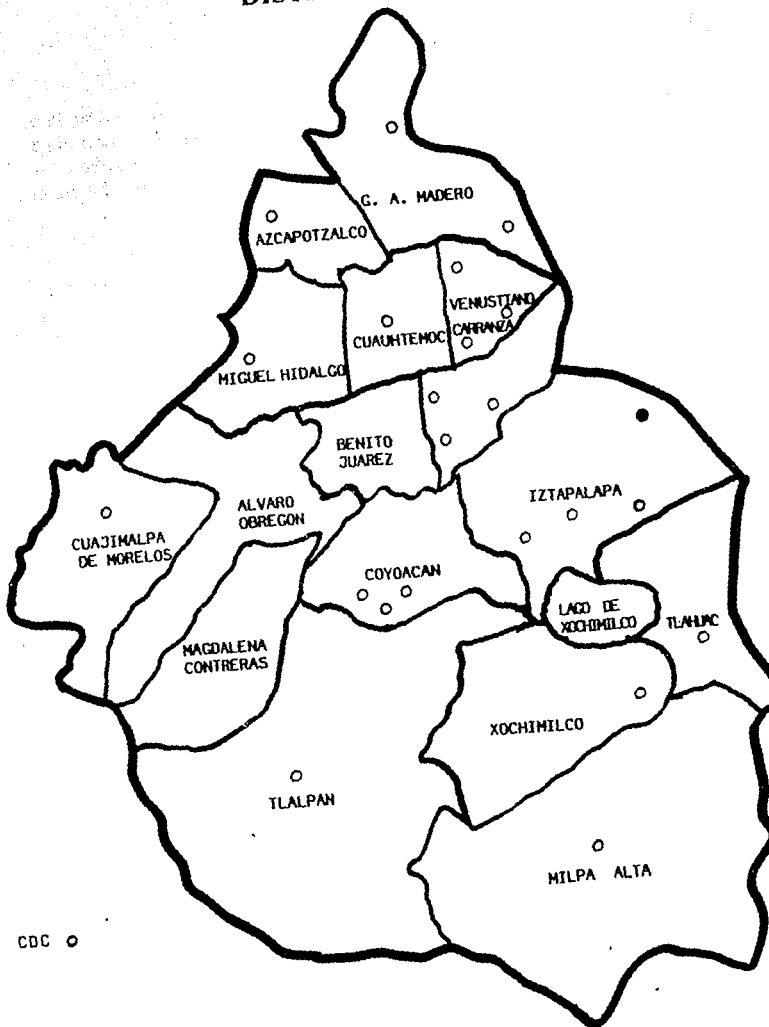 G. A. MADERO
AZCAPOTZALCO
VENUSTIANO
CARRANZA
CUAUHTEMOC
MIGUEL HIDALGO
BENITO
JUAREZ
IZTAPALAPA
ALVARO
OBREGON
CUAJIMALPA
DE MORELOS
COYOACAN
LAGO DE
XOCHIMILCO
TLAHUAC
MAGDALENA
CONTRERAS
XOCHIMILCO
TLALPAN
MILPA ALTA
CDC